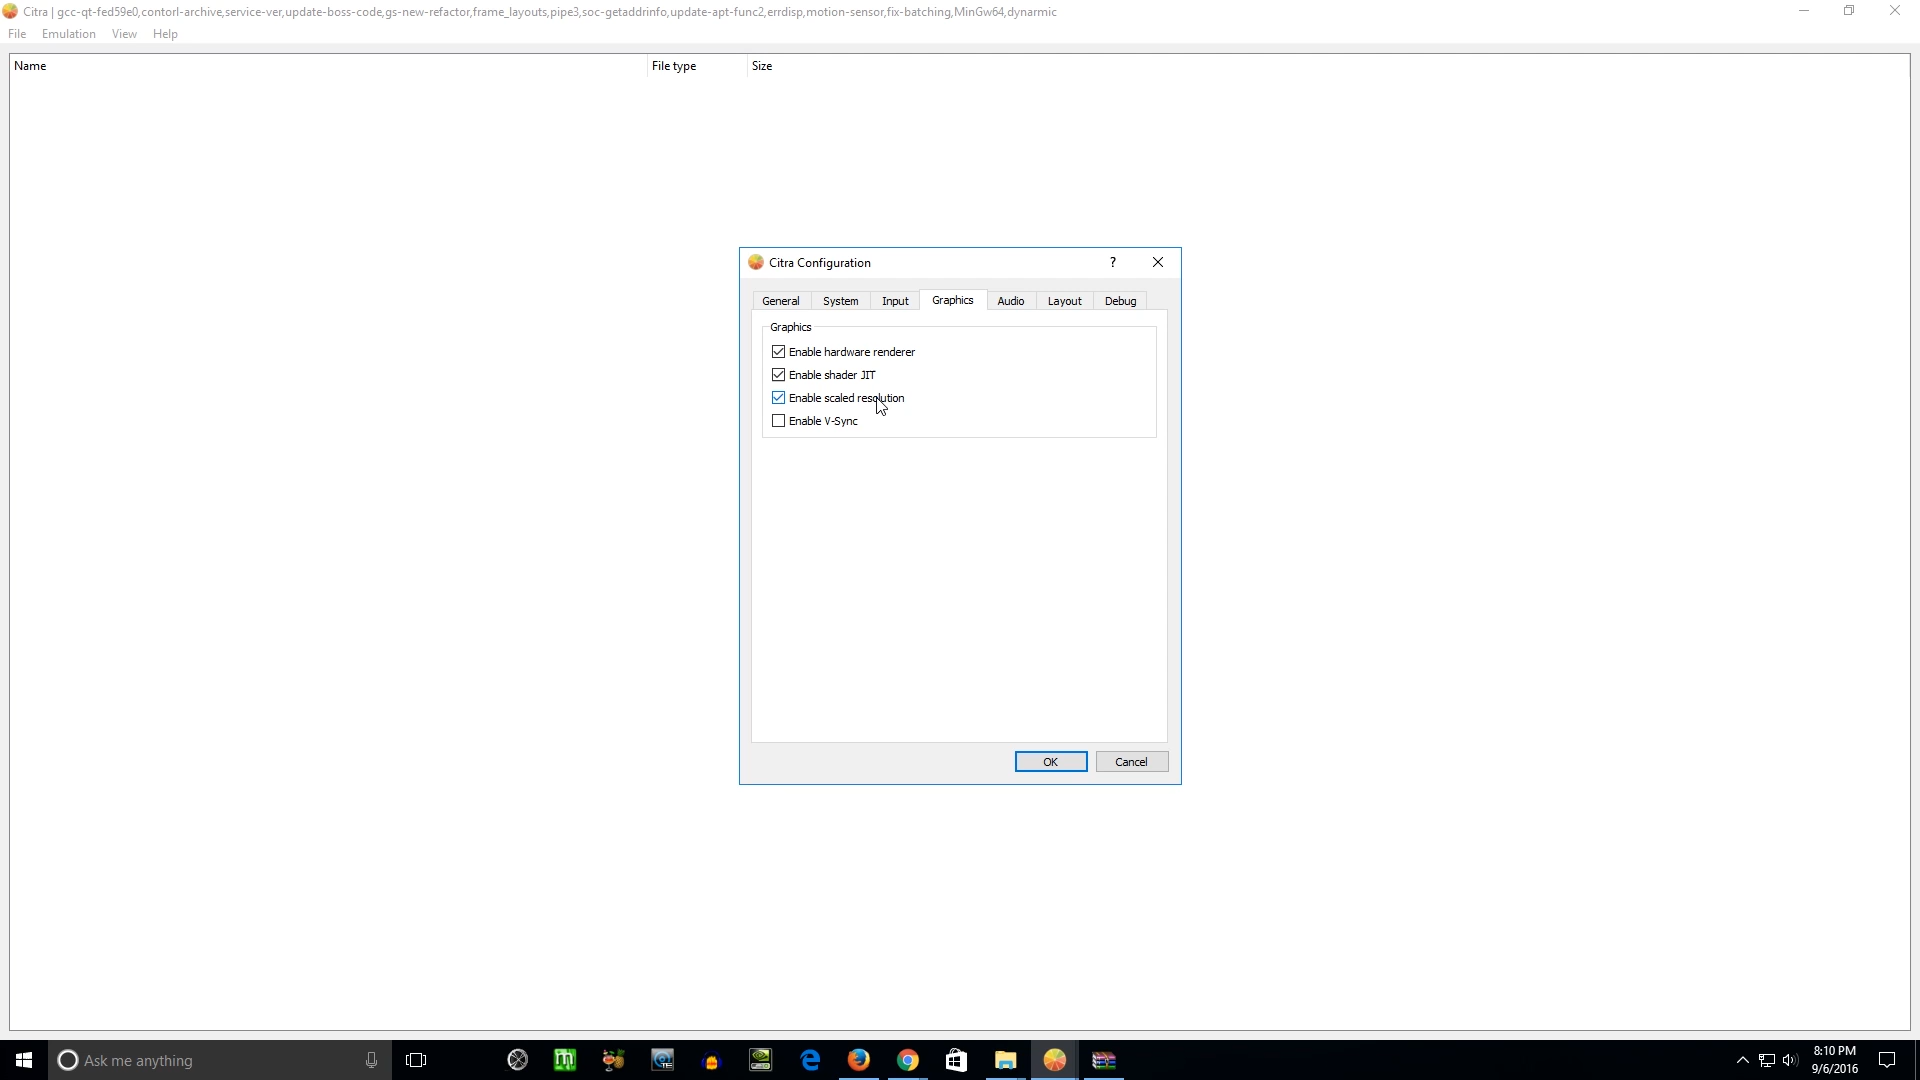 Citra | gcc-qt-fed59e0,contorl-archive,service-ver,update-boss-code,gs-new-refactor,frame_layouts,pipe3,soc-getaddrinfo,update-apt-func2,errdisp,motion-sensor,fix-batching,MinGw64,dynarmic
File Emulation View Help
Name File type Size
Citra Configuration ?
General System Input Graphics Audio Layout Debug
Graphics
Enable hardware renderer
Enable shader JIT
Enable scaled resolution
Enable V-Sync
OK Cancel
Ask me anything
8:10 PM
9/6/2016